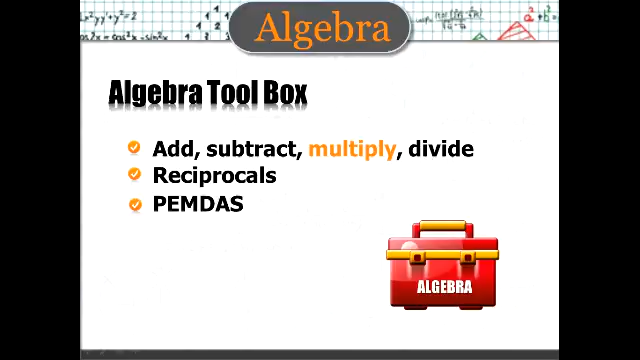 Algebra
Algebra Tool Box
Add, subtract, multiply, divide
Reciprocals
PEMDAS
ALGEBRA